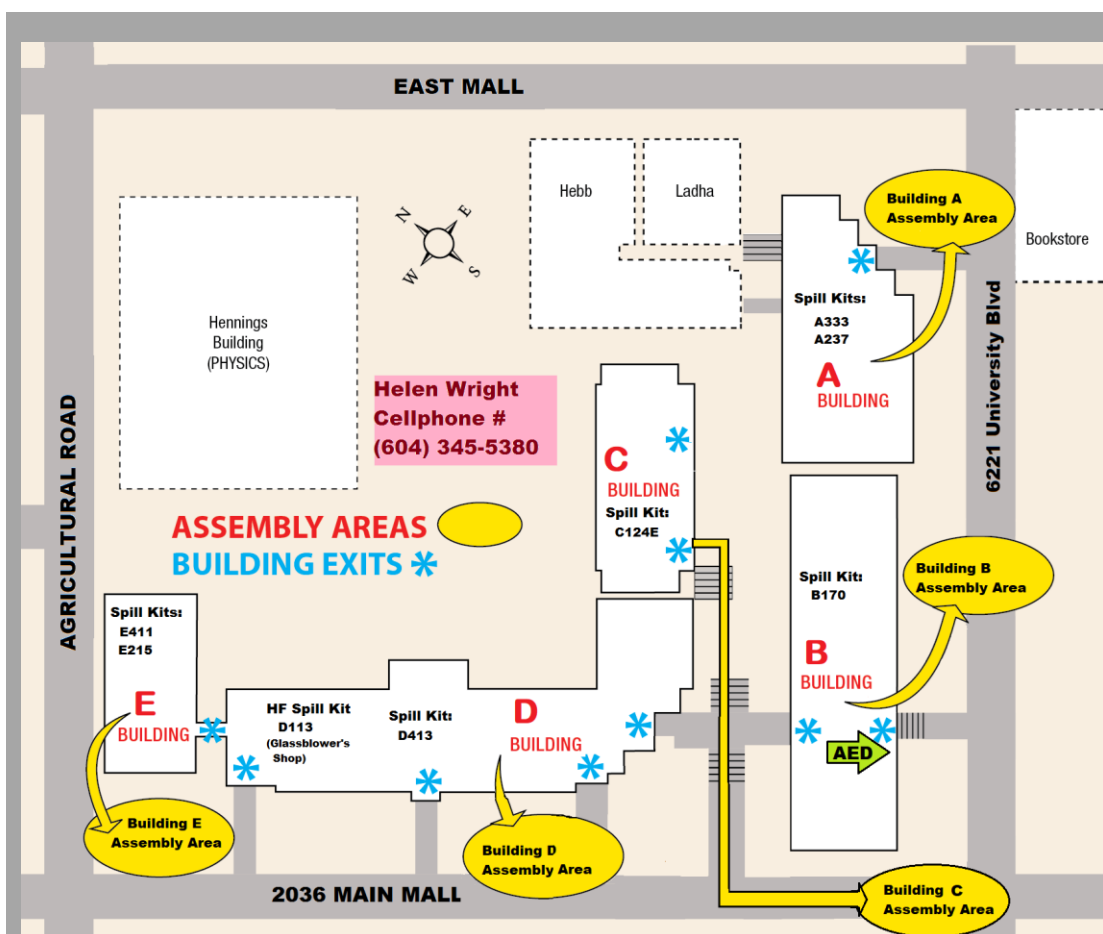 EAST MALL
Hebb
Ladha
Building A
Assembly Area
Bookstore
N
E
W
S
Hennings
Building
(PHYSICS)
Spill Kits:
A333
A237
A
BUILDING
6221 University Blvd
AGRICULTURAL ROAD
Helen Wright
Cellphone #
(604) 345-5380
C
BUILDING
Spill Kit:
C124E
ASSEMBLY AREAS
BUILDING EXITS
Building B
Assembly Area
Spill Kit:
B170
B
BUILDING
AED
Spill Kits:
E411
E215
E
BUILDING
HF Spill Kit
D113
(Glassblower's
Shop)
Spill Kit:
D413
D
BUILDING
Building E
Assembly Area
Building D
Assembly Area
Building C
Assembly Area
2036 MAIN MALL